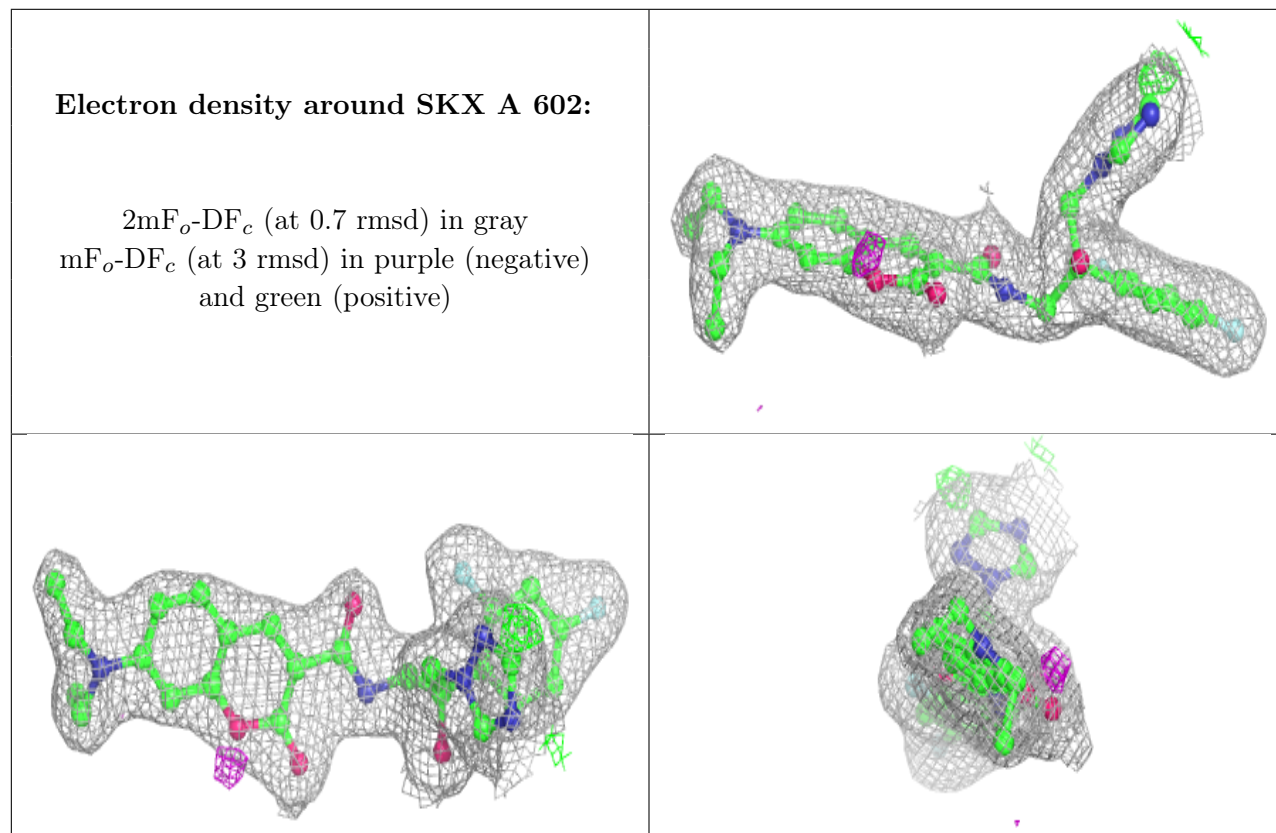 Electron density around SKX A 602:
2mFo-DFc (at 0.7 rmsd) in gray
mFo-DFc (at 3 rmsd) in purple (negative)
and green (positive)